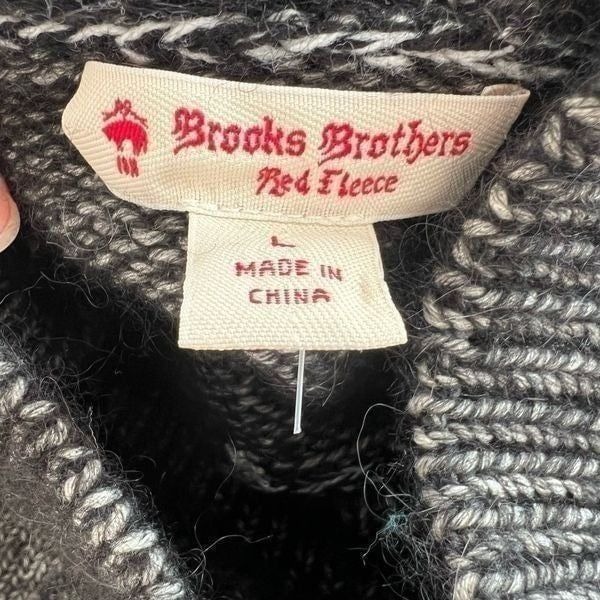 Brooks Brothers
Red Fleece
L
MADE IN
CHINA